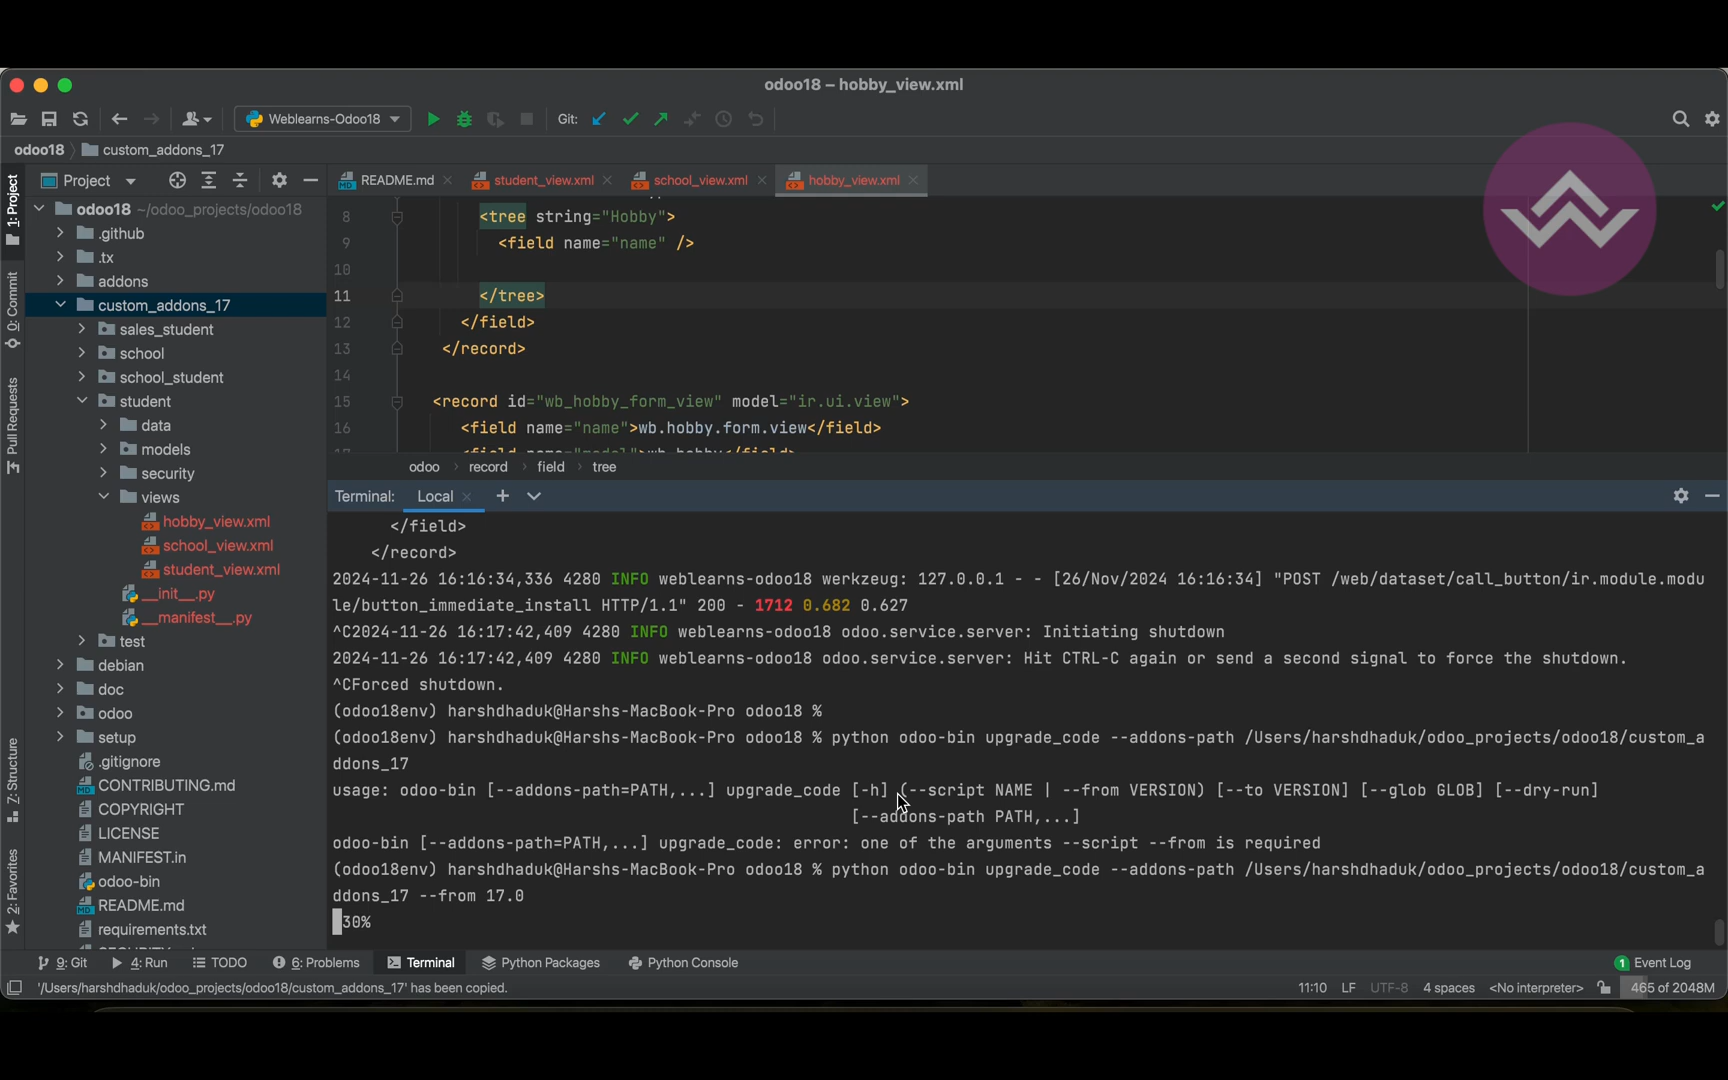 odoo18 – hobby_view.xml
Weblearns-Odoo18
Git:
odoo18 custom_addons_17
Project
README.md
student_view.xml
school_view.xml
hobby_view.xml
1: Project
0: Commit
Pull Requests
7: Structure
2: Favorites
odoo18 ~/odoo_projects/odoo18
.github
.tx
addons
custom_addons_17
sales_student
school
school_student
student
data
models
security
views
hobby_view.xml
school_view.xml
student_view.xml
__init__.py
__manifest__.py
test
debian
doc
odoo
setup
.gitignore
CONTRIBUTING.md
COPYRIGHT
LICENSE
MANIFEST.in
odoo-bin
README.md
requirements.txt
8 <tree string="Hobby">
9 <field name="name" />
10
11 </tree>
12 </field>
13 </record>
14
15 <record id="wb_hobby_form_view" model="ir.ui.view">
16 <field name="name">wb.hobby.form.view</field>
odoo record field tree
Terminal: Local
</field>
</record>
2024-11-26 16:16:34,336 4280 INFO weblearns-odoo18 werkzeug: 127.0.0.1 - - [26/Nov/2024 16:16:34] "POST /web/dataset/call_button/ir.module.modu
le/button_immediate_install HTTP/1.1" 200 - 1712 0.682 0.627
^C2024-11-26 16:17:42,409 4280 INFO weblearns-odoo18 odoo.service.server: Initiating shutdown
2024-11-26 16:17:42,409 4280 INFO weblearns-odoo18 odoo.service.server: Hit CTRL-C again or send a second signal to force the shutdown.
^CForced shutdown.
(odoo18env) harshdhaduk@Harshs-MacBook-Pro odoo18 %
(odoo18env) harshdhaduk@Harshs-MacBook-Pro odoo18 % python odoo-bin upgrade_code --addons-path /Users/harshdhaduk/odoo_projects/odoo18/custom_a
ddons_17
usage: odoo-bin [--addons-path=PATH,...] upgrade_code [-h] (--script NAME | --from VERSION) [--to VERSION] [--glob GLOB] [--dry-run]
[--addons-path PATH,...]
odoo-bin [--addons-path=PATH,...] upgrade_code: error: one of the arguments --script --from is required
(odoo18env) harshdhaduk@Harshs-MacBook-Pro odoo18 % python odoo-bin upgrade_code --addons-path /Users/harshdhaduk/odoo_projects/odoo18/custom_a
ddons_17 --from 17.0
30%
9: Git
4: Run
TODO
6: Problems
Terminal
Python Packages
Python Console
1 Event Log
'/Users/harshdhaduk/odoo_projects/odoo18/custom_addons_17' has been copied.
11:10 LF UTF-8 4 spaces <No interpreter> 465 of 2048M